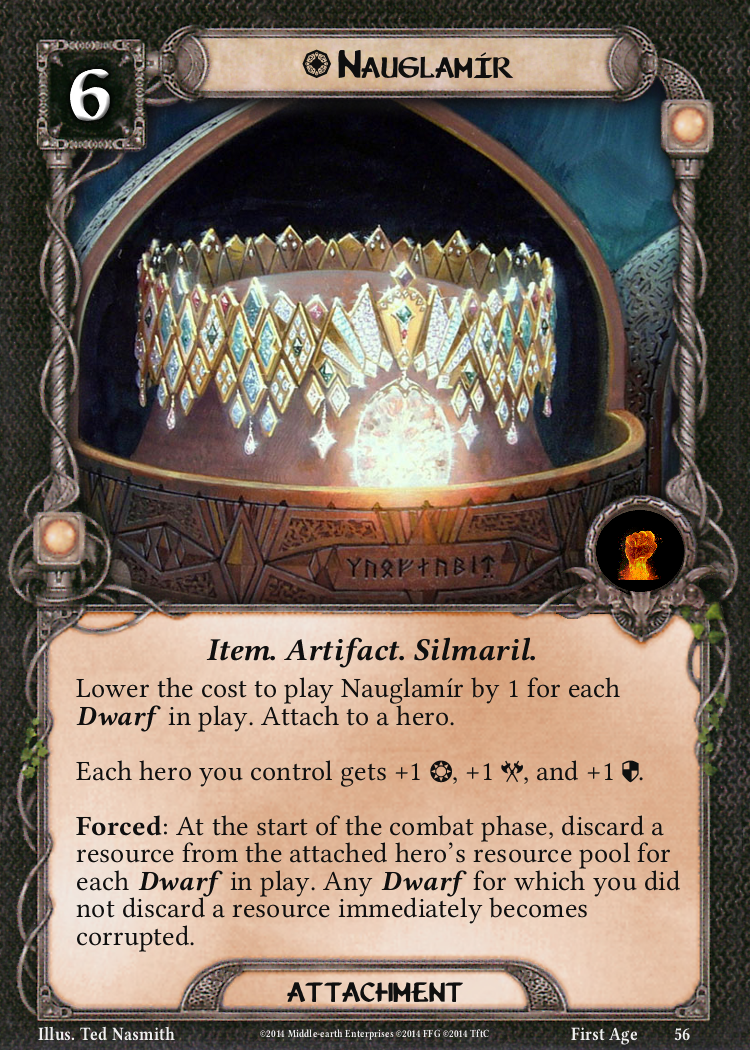 6
Nauglamír
Item. Artifact. Silmaril.
Lower the cost to play Nauglamír by 1 for each
Dwarf in play. Attach to a hero.
Each hero you control gets +1 , +1 , and +1 .
Forced: At the start of the combat phase, discard a
resource from the attached hero’s resource pool for
each Dwarf in play. Any Dwarf for which you did
not discard a resource immediately becomes
corrupted.
ATTACHMENT
Illus. Ted Nasmith ©2014 Middle-earth Enterprises ©2014 FFG ©2014 TftC First Age 56